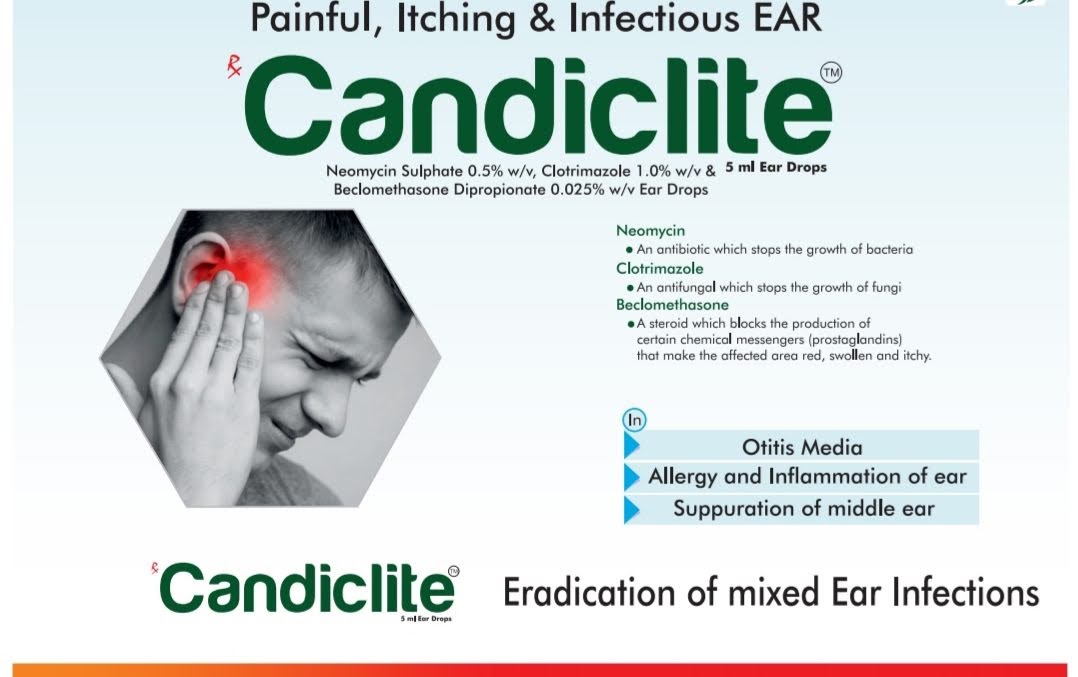 Painful, Itching & Infectious EAR
Rx Candiclite TM
Neomycin Sulphate 0.5% w/v, Clotrimazole 1.0% w/v & 5 ml Ear Drops
Beclomethasone Dipropionate 0.025% w/v Ear Drops
Neomycin
• An antibiotic which stops the growth of bacteria
Clotrimazole
• An antifungal which stops the growth of fungi
Beclomethasone
• A steroid which blocks the production of
certain chemical messengers (prostaglandins)
that make the affected area red, swollen and itchy.
In
Otitis Media
Allergy and Inflammation of ear
Suppuration of middle ear
Rx Candiclite TM
5 ml Ear Drops
Eradication of mixed Ear Infections